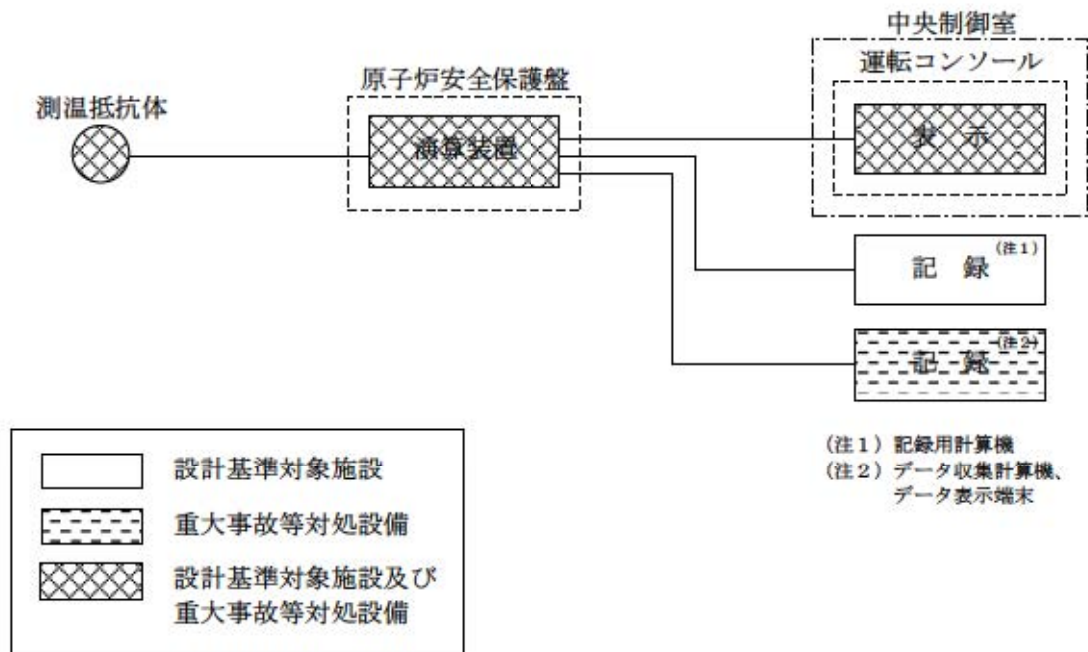 中央制御室
運転コンソール
原子炉安全保護盤
測温抵抗体
演算装置
表 示
記 録 (注1)
記 録 (注2)
(注1) 記録用計算機
(注2) データ収集計算機、
データ表示端末
設計基準対象施設
重大事故等対処設備
設計基準対象施設及び
重大事故等対処設備